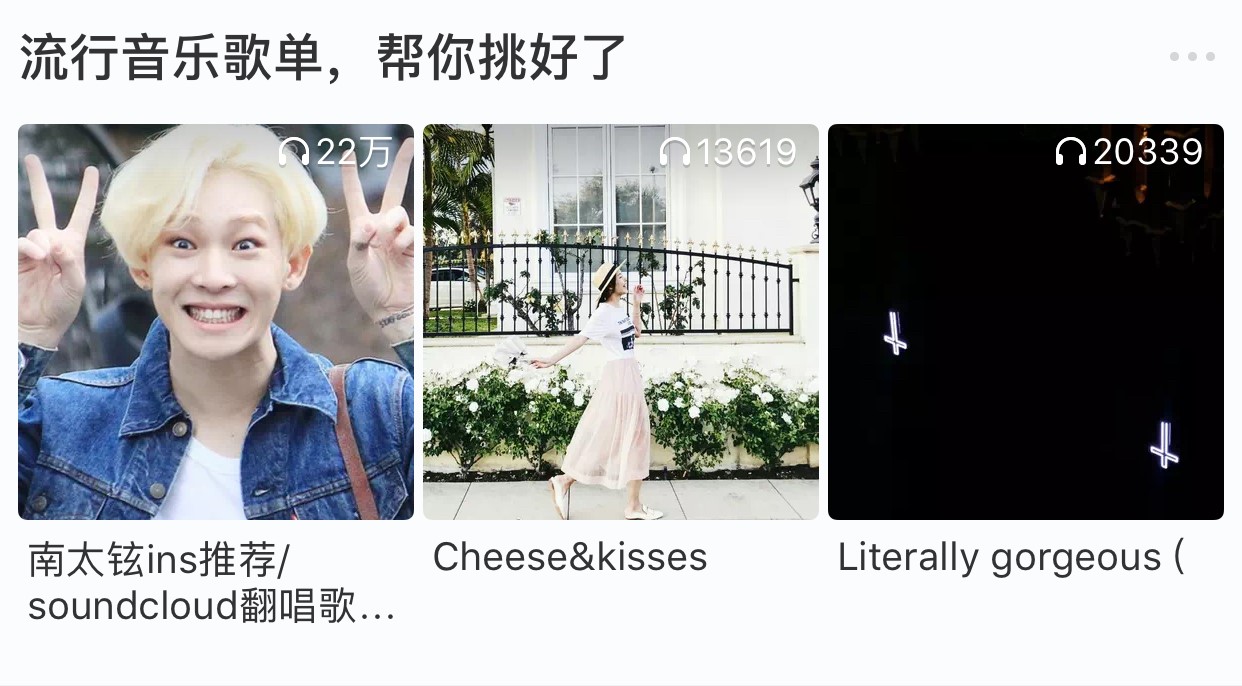 流行音乐歌单，帮你挑好了
22万
13619
20339
南太铉ins推荐/
soundcloud翻唱歌…
Cheese&kisses
Literally gorgeous (